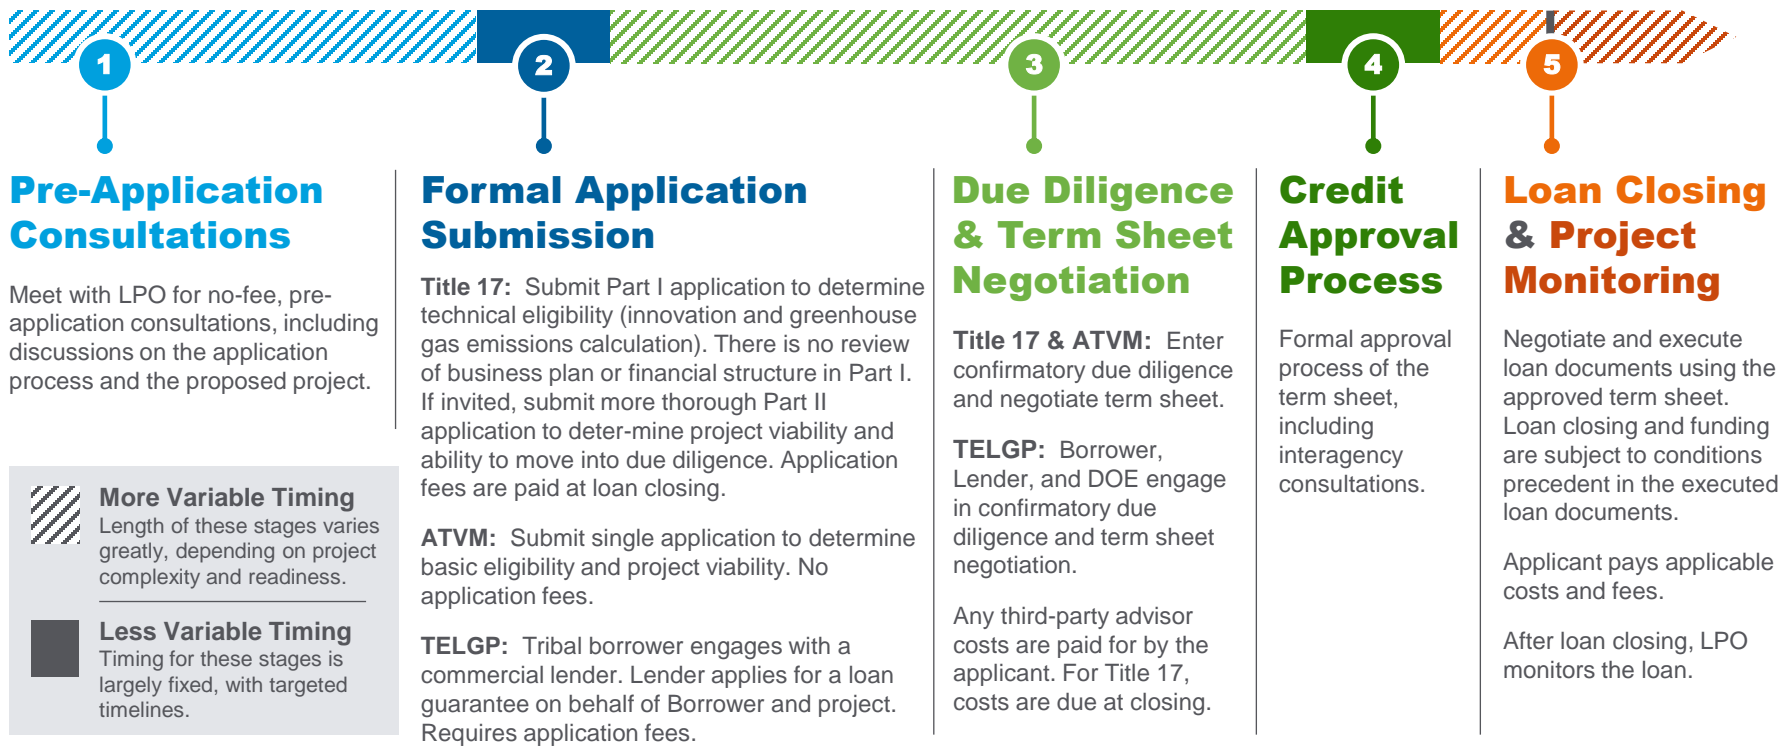 1
2
3
4
5
Pre-Application
Consultations
Meet with LPO for no-fee, pre-
application consultations, including
discussions on the application
process and the proposed project.
More Variable Timing
Length of these stages varies
greatly, depending on project
complexity and readiness.
Less Variable Timing
Timing for these stages is
largely fixed, with targeted
timelines.
Formal Application
Submission
Title 17: Submit Part I application to determine
technical eligibility (innovation and greenhouse
gas emissions calculation). There is no review
of business plan or financial structure in Part I.
If invited, submit more thorough Part II
application to deter-mine project viability and
ability to move into due diligence. Application
fees are paid at loan closing.
ATVM: Submit single application to determine
basic eligibility and project viability. No
application fees.
TELGP: Tribal borrower engages with a
commercial lender. Lender applies for a loan
guarantee on behalf of Borrower and project.
Requires application fees.
Due Diligence
& Term Sheet
Negotiation
Title 17 & ATVM: Enter
confirmatory due diligence
and negotiate term sheet.
TELGP: Borrower,
Lender, and DOE engage
in confirmatory due
diligence and term sheet
negotiation.
Any third-party advisor
costs are paid for by the
applicant. For Title 17,
costs are due at closing.
Credit
Approval
Process
Formal approval
process of the
term sheet,
including
interagency
consultations.
Loan Closing
& Project
Monitoring
Negotiate and execute
loan documents using the
approved term sheet.
Loan closing and funding
are subject to conditions
precedent in the executed
loan documents.
Applicant pays applicable
costs and fees.
After loan closing, LPO
monitors the loan.